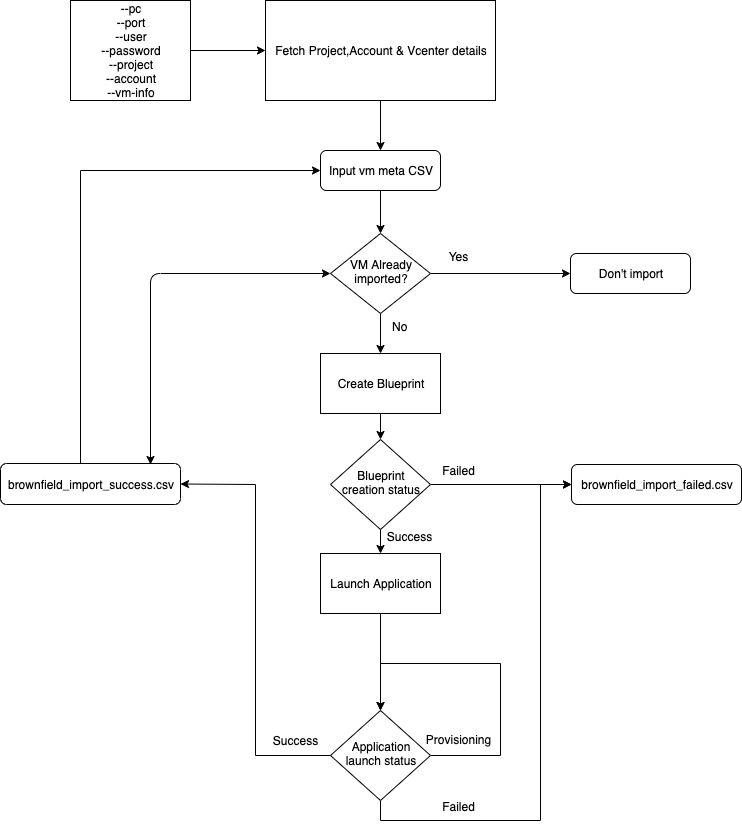 --pc
--port
--user
--password
--project
--account
--vm-info
Fetch Project,Account & Vcenter details
Input vm meta CSV
VM Already
imported?
Yes
Don't import
No
Create Blueprint
Blueprint
creation status
Failed
brownfield_import_success.csv
brownfield_import_failed.csv
Success
Launch Application
Success
Application
launch status
Provisioning
Failed